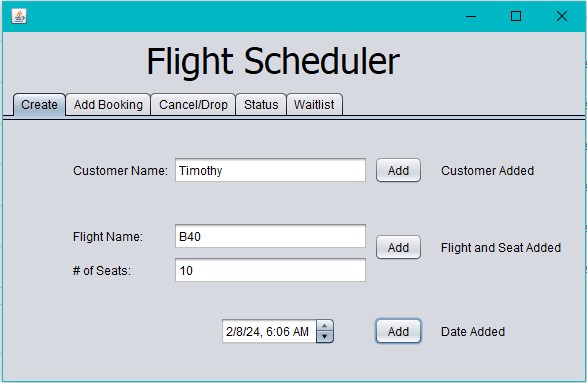 Flight Scheduler
Create Add Booking Cancel/Drop Status Waitlist
Customer Name: Timothy Add Customer Added
Flight Name: B40
Add Flight and Seat Added
# of Seats: 10
2/8/24, 6:06 AM Add Date Added